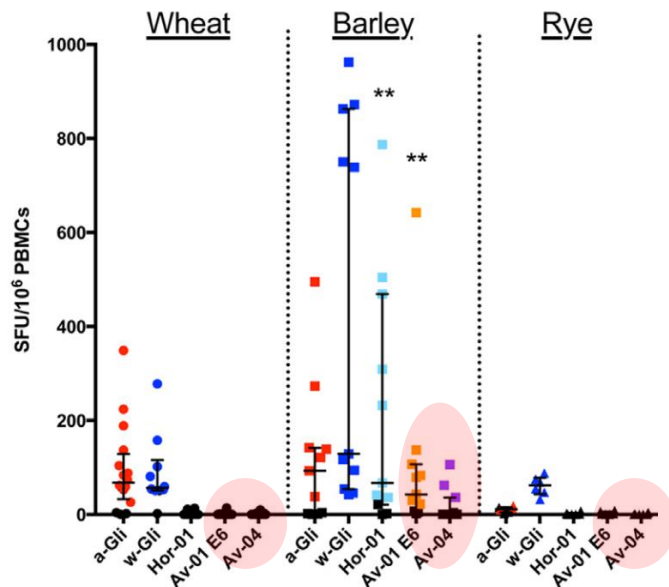 Wheat Barley Rye
1000
**
800
**
600
400
200
0
SFU/10⁶ PBMCs
a-Gli w-Gli Hor-01 Av-01 E6 Av-04 a-Gli w-Gli Hor-01 Av-01 E6 Av-04 a-Gli w-Gli Hor-01 Av-01 E6 Av-04